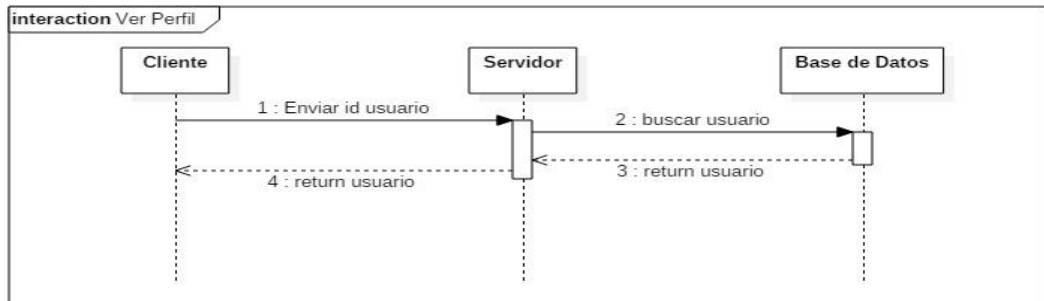 interaction Ver Perfil
Cliente
Servidor
Base de Datos
1 : Enviar id usuario
2 : buscar usuario
3 : return usuario
4 : return usuario